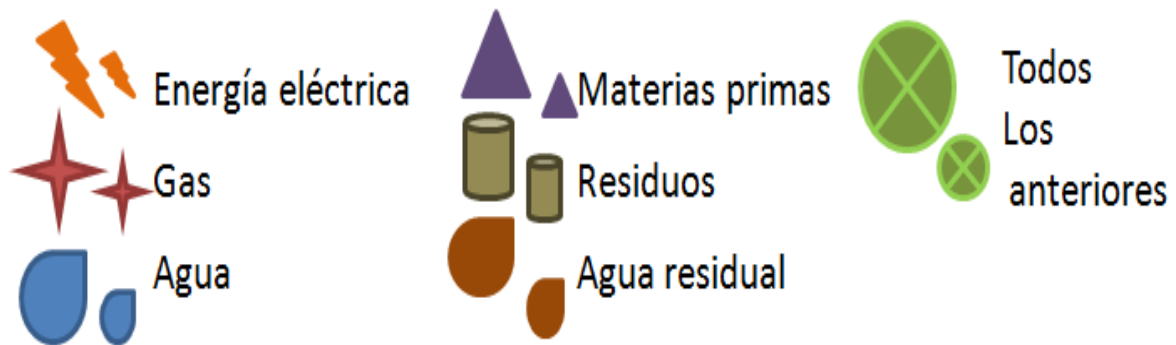 Energía eléctrica
Gas
Agua
Materias primas
Residuos
Agua residual
Todos
Los
anteriores